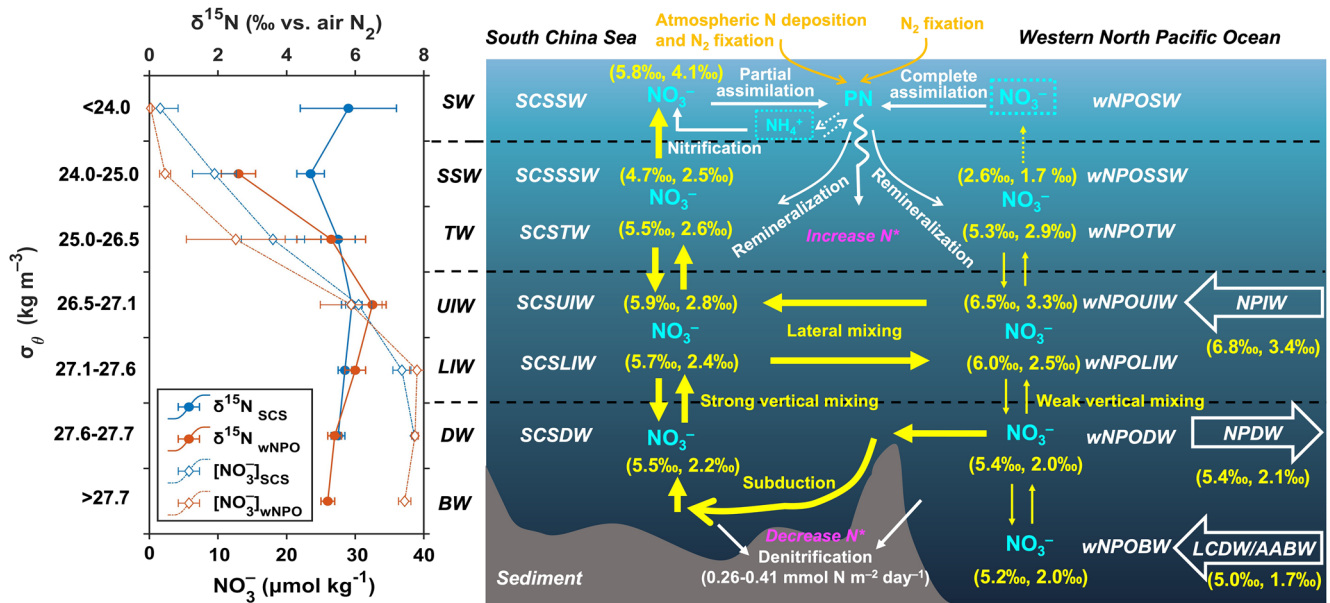 δ¹⁵N (‰ vs. air N₂)
0 2 4 6 8
σθ (kg m⁻³)
<24.0
24.0-25.0
25.0-26.5
26.5-27.1
27.1-27.6
27.6-27.7
>27.7
SW
SSW
TW
UIW
LIW
DW
BW
δ¹⁵N SCS
δ¹⁵N wNPO
[NO₃⁻]SCS
[NO₃⁻]wNPO
0 10 20 30 40
NO₃⁻ (μmol kg⁻¹)
South China Sea
Atmospheric N deposition
and N₂ fixation
N₂ fixation
Western North Pacific Ocean
(5.8‰, 4.1‰)
Partial
assimilation
Complete
assimilation
SCSSW
NO₃⁻
PN
NO₃⁻
wNPOSW
NH₄⁺
Nitrification
SCSSSW
(4.7‰, 2.5‰)
(2.6‰, 1.7 ‰)
wNPOSSW
NO₃⁻
NO₃⁻
Remineralization
Remineralization
SCSTW
(5.5‰, 2.6‰)
Increase N*
(5.3‰, 2.9‰)
wNPOTW
SCSUIW
(5.9‰, 2.8‰)
(6.5‰, 3.3‰)
wNPOUIW
NPIW
NO₃⁻
Lateral mixing
NO₃⁻
(6.8‰, 3.4‰)
SCSLIW
(5.7‰, 2.4‰)
(6.0‰, 2.5‰)
wNPOLIW
Strong vertical mixing
Weak vertical mixing
SCSDW
NO₃⁻
NO₃⁻
wNPODW
NPDW
(5.5‰, 2.2‰)
(5.4‰, 2.0‰)
(5.4‰, 2.1‰)
Subduction
Decrease N*
NO₃⁻
wNPOBW
LCDW/AABW
Denitrification
(0.26-0.41 mmol N m⁻² day⁻¹)
(5.2‰, 2.0‰)
(5.0‰, 1.7‰)
Sediment